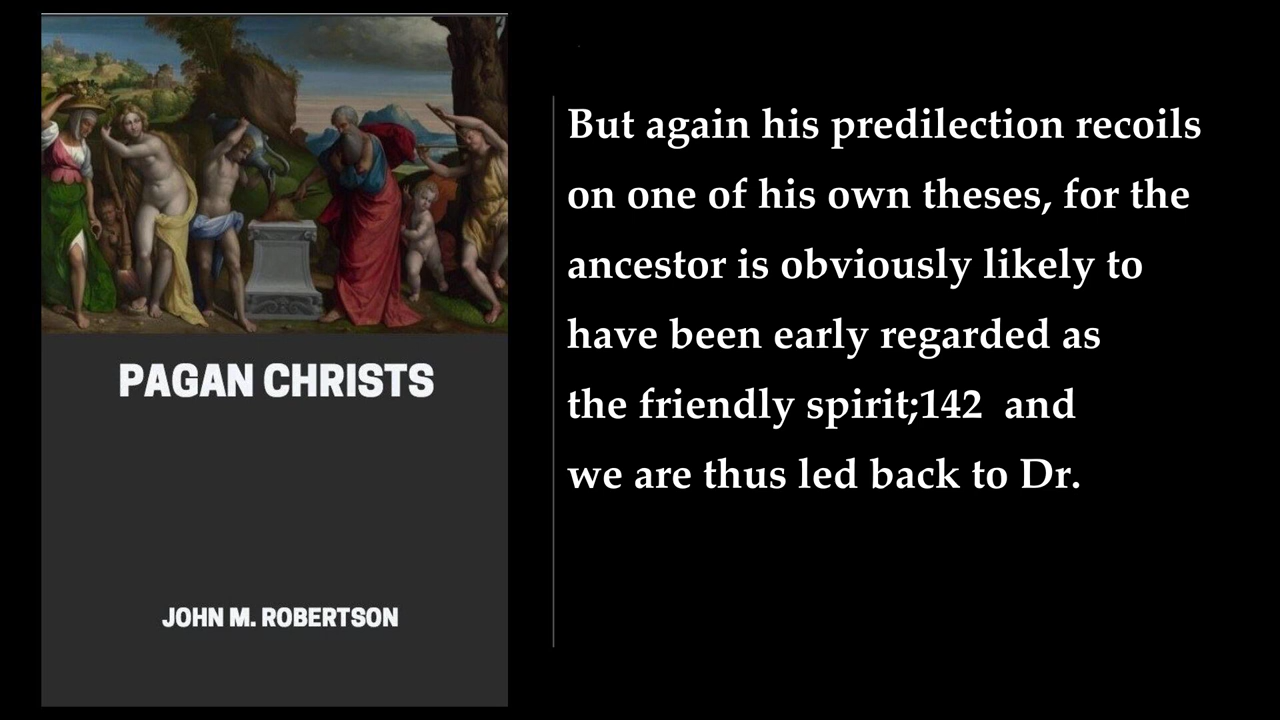 PAGAN CHRISTS
JOHN M. ROBERTSON
But again his predilection recoils
on one of his own theses, for the
ancestor is obviously likely to
have been early regarded as
the friendly spirit;142  and
we are thus led back to Dr.